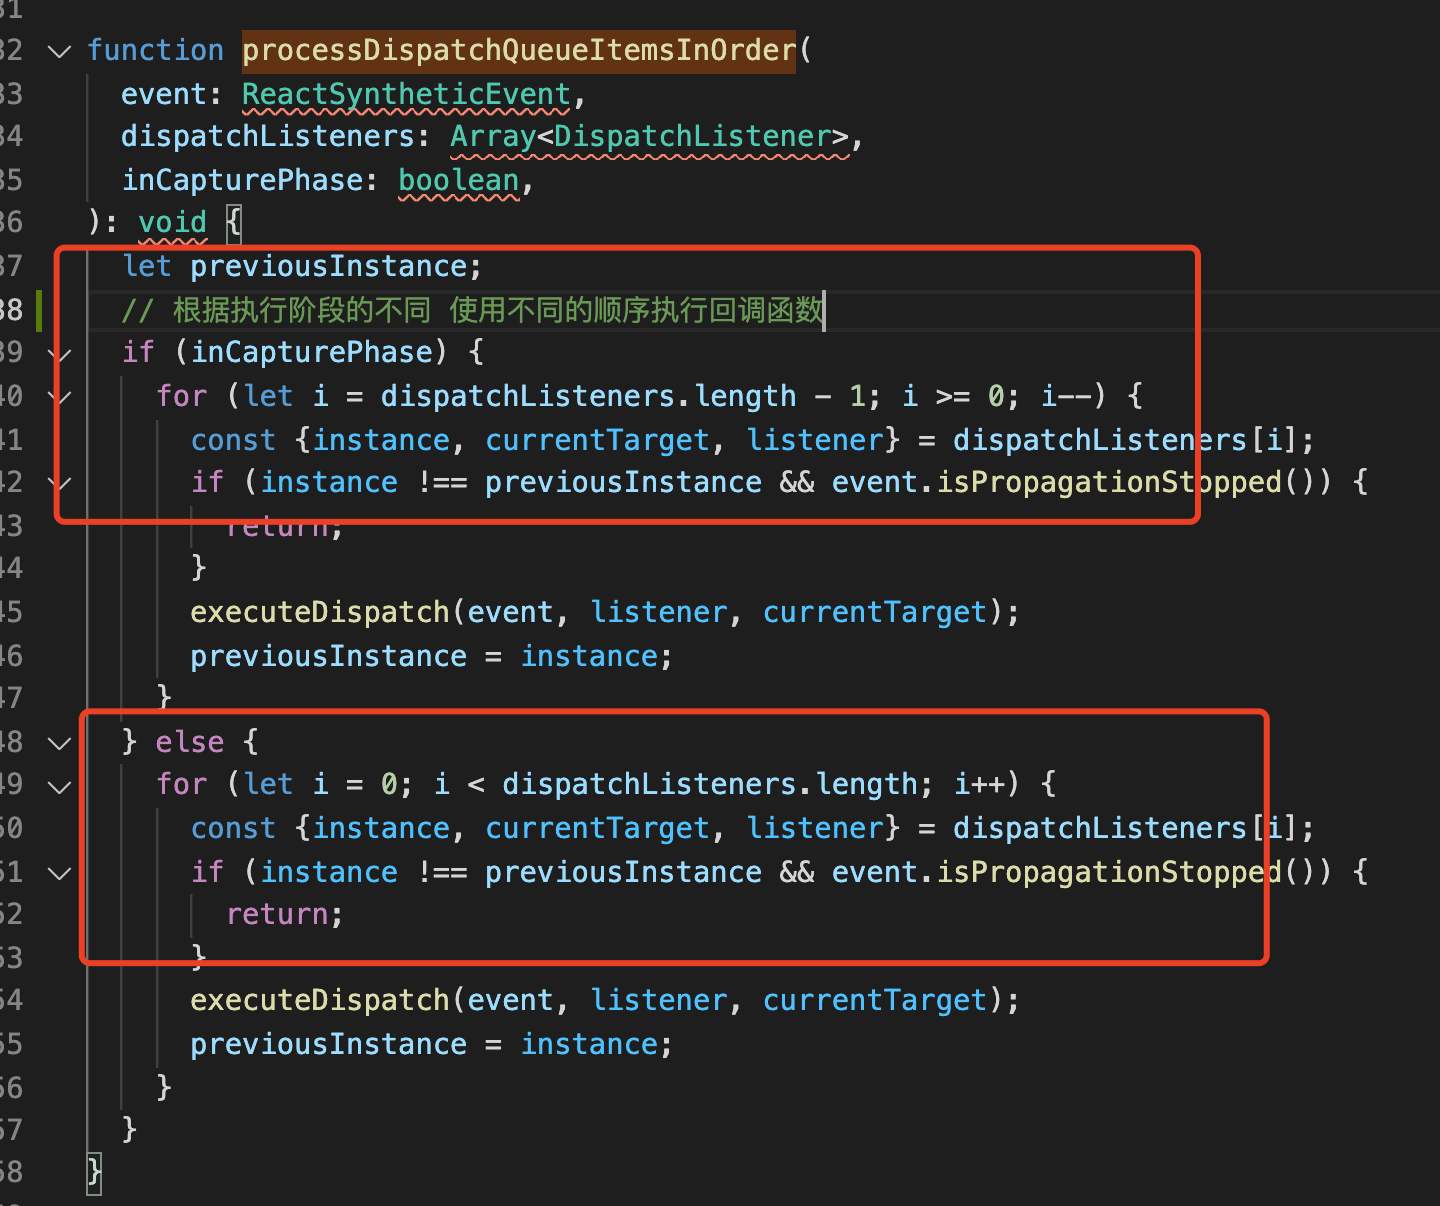 31
32 function processDispatchQueueItemsInOrder(
33 event: ReactSyntheticEvent,
34 dispatchListeners: Array<DispatchListener>,
35 inCapturePhase: boolean,
36 ): void {
37 let previousInstance;
38 // 根据执行阶段的不同 使用不同的顺序执行回调函数
39 if (inCapturePhase) {
40 for (let i = dispatchListeners.length - 1; i >= 0; i--) {
41 const {instance, currentTarget, listener} = dispatchListeners[i];
42 if (instance !== previousInstance && event.isPropagationStopped()) {
43 return;
44 }
45 executeDispatch(event, listener, currentTarget);
46 previousInstance = instance;
47 }
48 } else {
49 for (let i = 0; i < dispatchListeners.length; i++) {
50 const {instance, currentTarget, listener} = dispatchListeners[i];
51 if (instance !== previousInstance && event.isPropagationStopped()) {
52 return;
53 }
54 executeDispatch(event, listener, currentTarget);
55 previousInstance = instance;
56 }
57 }
58 }